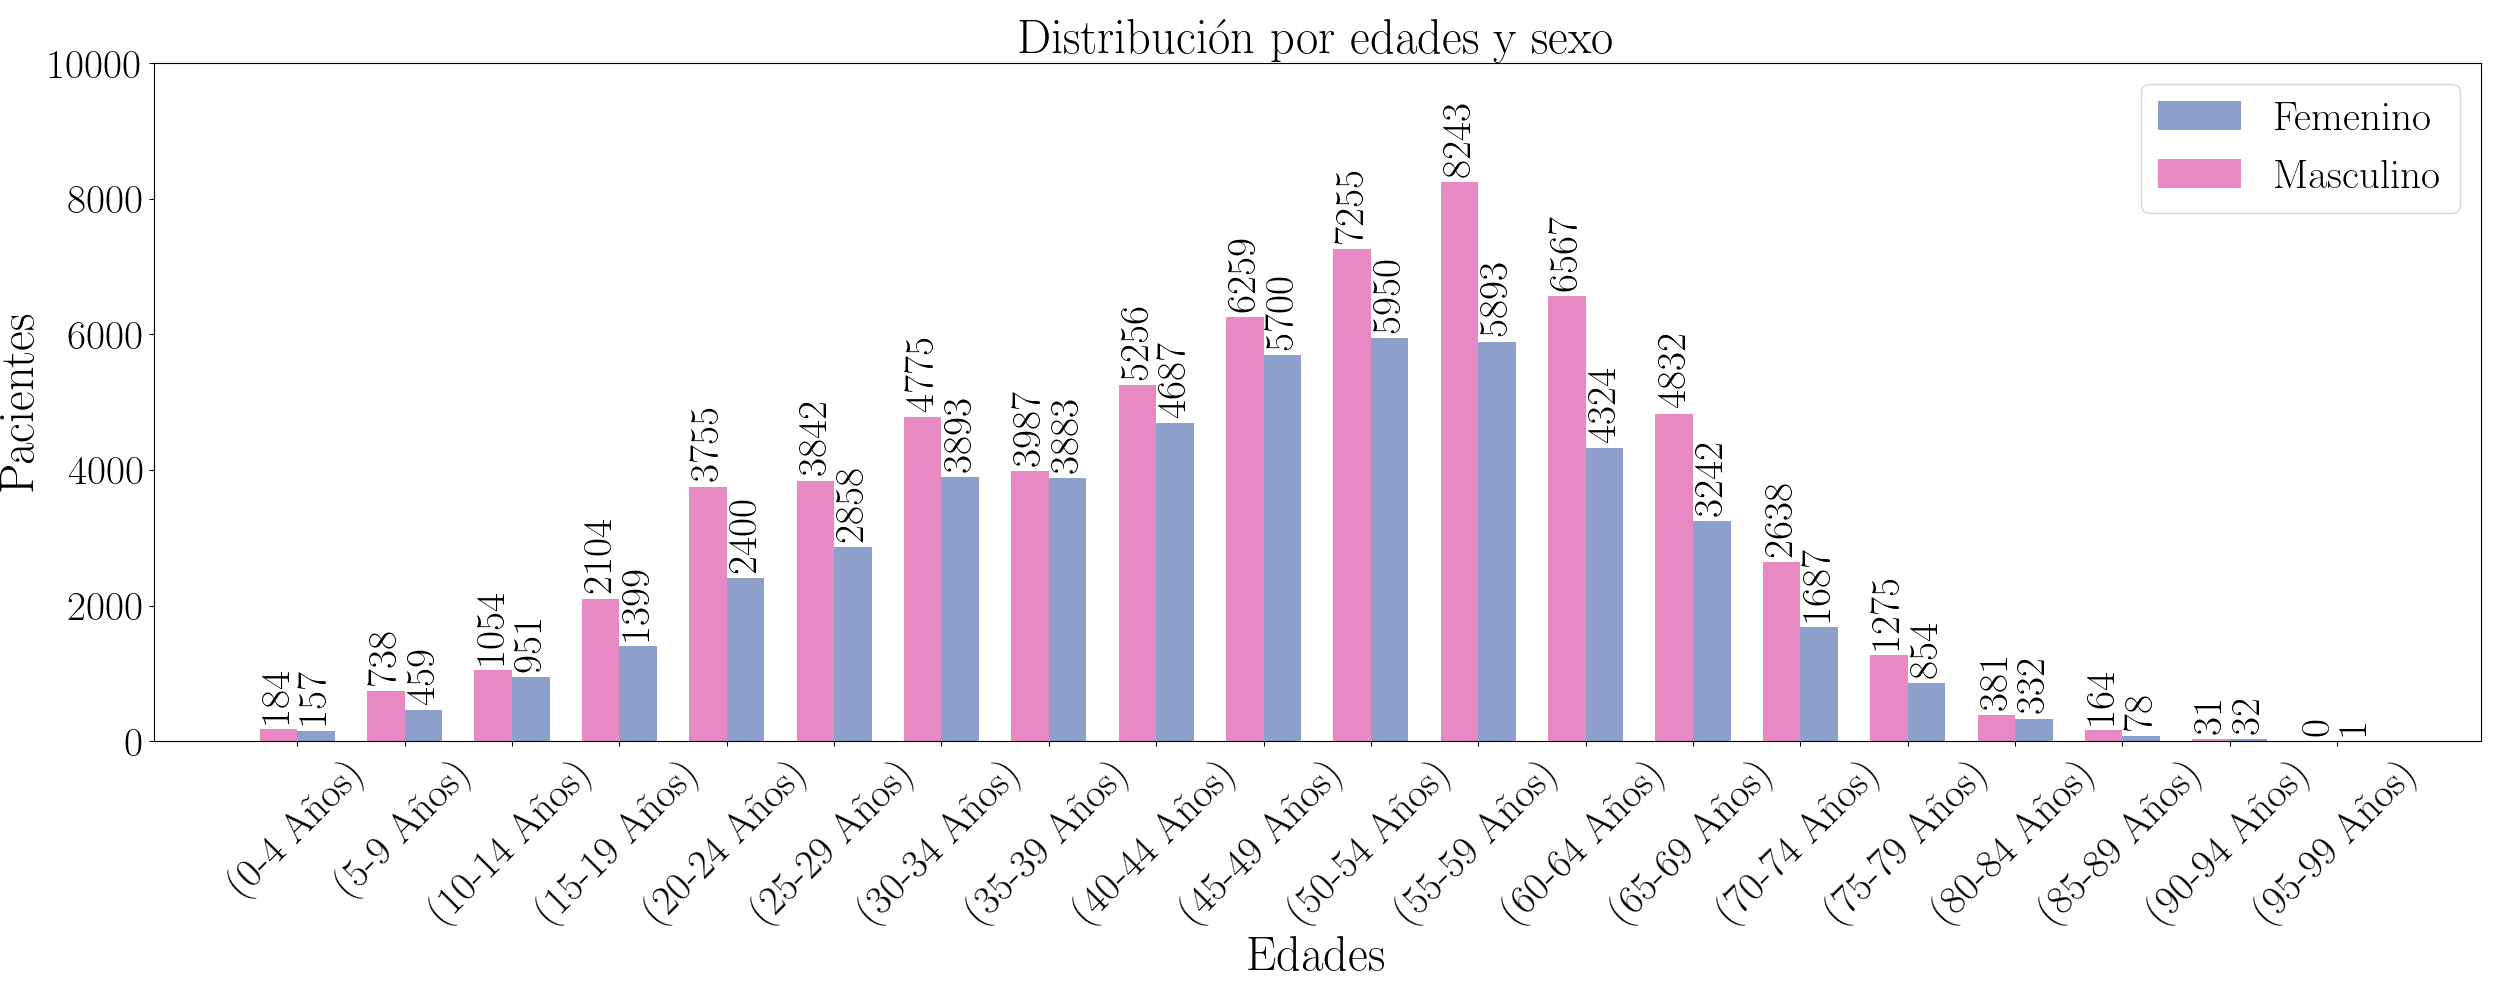 Distribución por edades y sexo
Pacientes
10000
8000
6000
4000
2000
0
Femenino
Masculino
184
157
738
459
1054
951
2104
1399
3755
2400
3842
2858
4775
3893
3987
3883
5256
4687
6259
5700
7255
5950
8243
5893
6567
4324
4832
3242
2638
1687
1275
854
381
332
164
78
31
32
0
1
(0-4 Años)
(5-9 Años)
(10-14 Años)
(15-19 Años)
(20-24 Años)
(25-29 Años)
(30-34 Años)
(35-39 Años)
(40-44 Años)
(45-49 Años)
(50-54 Años)
(55-59 Años)
(60-64 Años)
(65-69 Años)
(70-74 Años)
(75-79 Años)
(80-84 Años)
(85-89 Años)
(90-94 Años)
(95-99 Años)
Edades